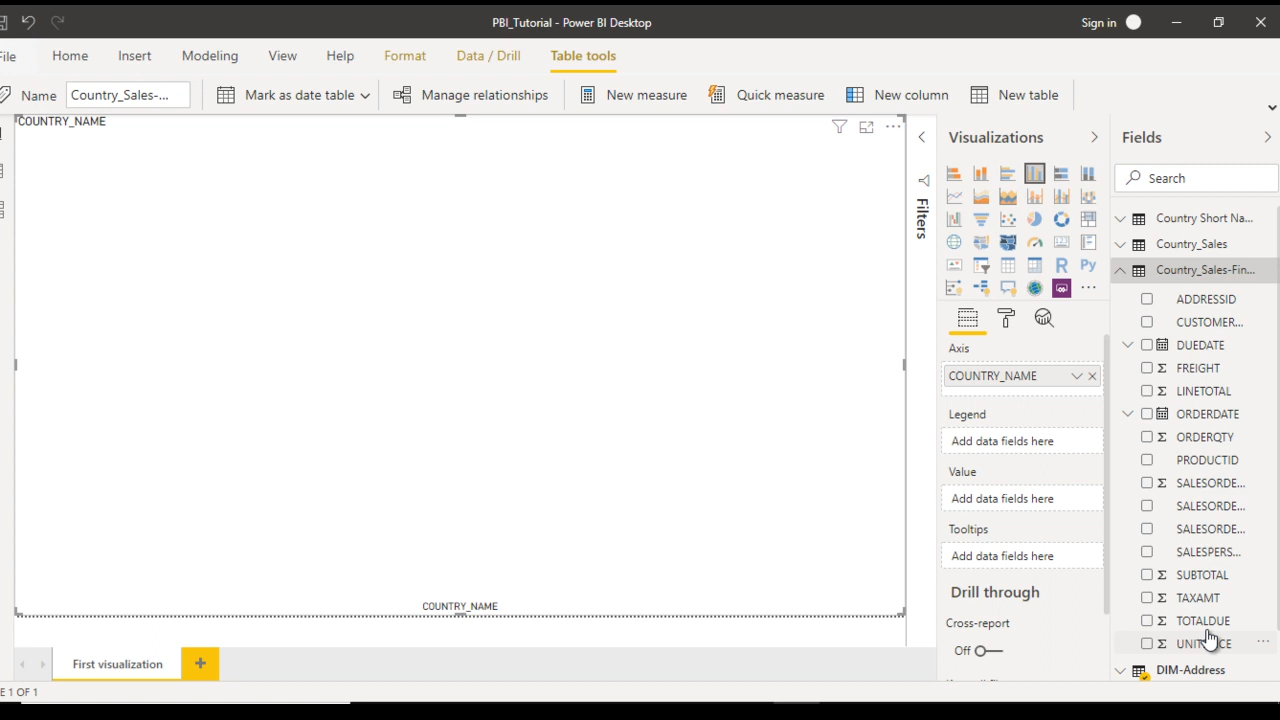 PBI_Tutorial - Power BI Desktop
Sign in
File Home Insert Modeling View Help Format Data / Drill Table tools
Name Country_Sales-... Mark as date table Manage relationships New measure Quick measure New column New table
COUNTRY_NAME
COUNTRY_NAME
Filters
Visualizations
R
Py
Axis
COUNTRY_NAME
Legend
Add data fields here
Value
Add data fields here
Tooltips
Add data fields here
Drill through
Cross-report
Off
Fields
Search
Country Short Na...
Country_Sales
Country_Sales-Fin...
ADDRESSID
CUSTOMER...
DUEDATE
FREIGHT
LINETOTAL
ORDERDATE
ORDERQTY
PRODUCTID
SALESORDE...
SALESORDE...
SALESORDE...
SALESPERS...
SUBTOTAL
TAXAMT
TOTALDUE
DIM-Address
First visualization
E 1 OF 1